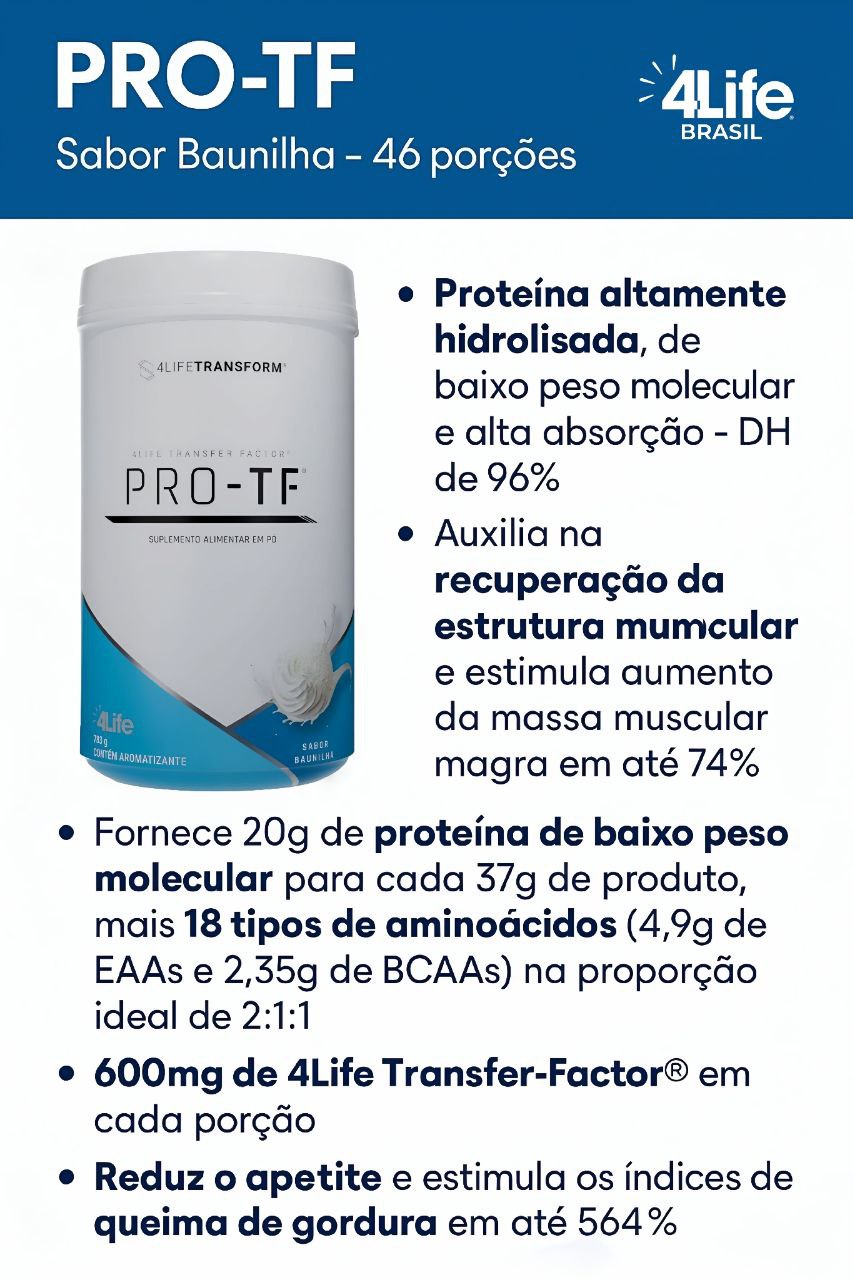 PRO-TF
Sabor Baunilha – 46 porções
4Life
BRASIL
4LIFETRANSFORM®
4LIFE TRANSFER FACTOR®
PRO-TF®
SUPLEMENTO ALIMENTAR EM PÓ
4Life
783 g
CONTÉM AROMATIZANTE
SABOR
BAUNILHA
• Proteína altamente
hidrolisada, de
baixo peso molecular
e alta absorção - DH
de 96%
• Auxilia na
recuperação da
estrutura mumcular
e estimula aumento
da massa muscular
magra em até 74%
• Fornece 20g de proteína de baixo peso
molecular para cada 37g de produto,
mais 18 tipos de aminoácidos (4,9g de
EAAs e 2,35g de BCAAs) na proporção
ideal de 2:1:1
• 600mg de 4Life Transfer-Factor® em
cada porção
• Reduz o apetite e estimula os índices de
queima de gordura em até 564%